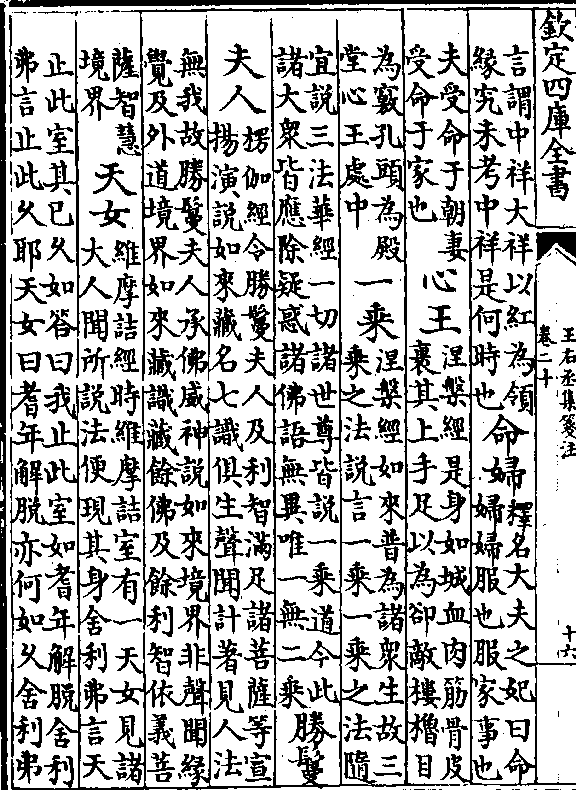 欽定四庫全書
王右丞集箋注
卷二十
十六
言謂中祥大祥以紅為領
縁究未考中祥是何時也
命婦
釋名大夫之妃曰命
婦婦服也服家事也
夫受命于朝妻
受命于家也
心王
涅槃經是身如城血肉筋骨皮
裹其上手足以為卻敵樓櫓目
為竅孔頭為殿
堂心王處中
一乘
涅槃經如來普為諸衆生故三
乘之法説言一乘一乘之法隨
宜説三法華經一切諸世尊皆説一乘道今此
諸大衆皆應除疑惑諸佛語無異唯一無二乘
勝鬘
夫人
楞伽經令勝鬘夫人及利智滿足諸菩薩等宣
揚演説如來藏名七識俱生聲聞計著見人法
無我故勝鬘夫人承佛威神説如來境界非聲聞緣
覺及外道境界如來藏識藏餘佛及餘利智依義菩
薩智慧
境界
天女
維摩詰經時維摩詰室有一天女見諸
大人聞所説法便現其身舍利弗言天
止此室其已久如答曰我止此室如耆年解脱舍利
弗言止此久耶天女曰耆年解脱亦何如久舍利弗